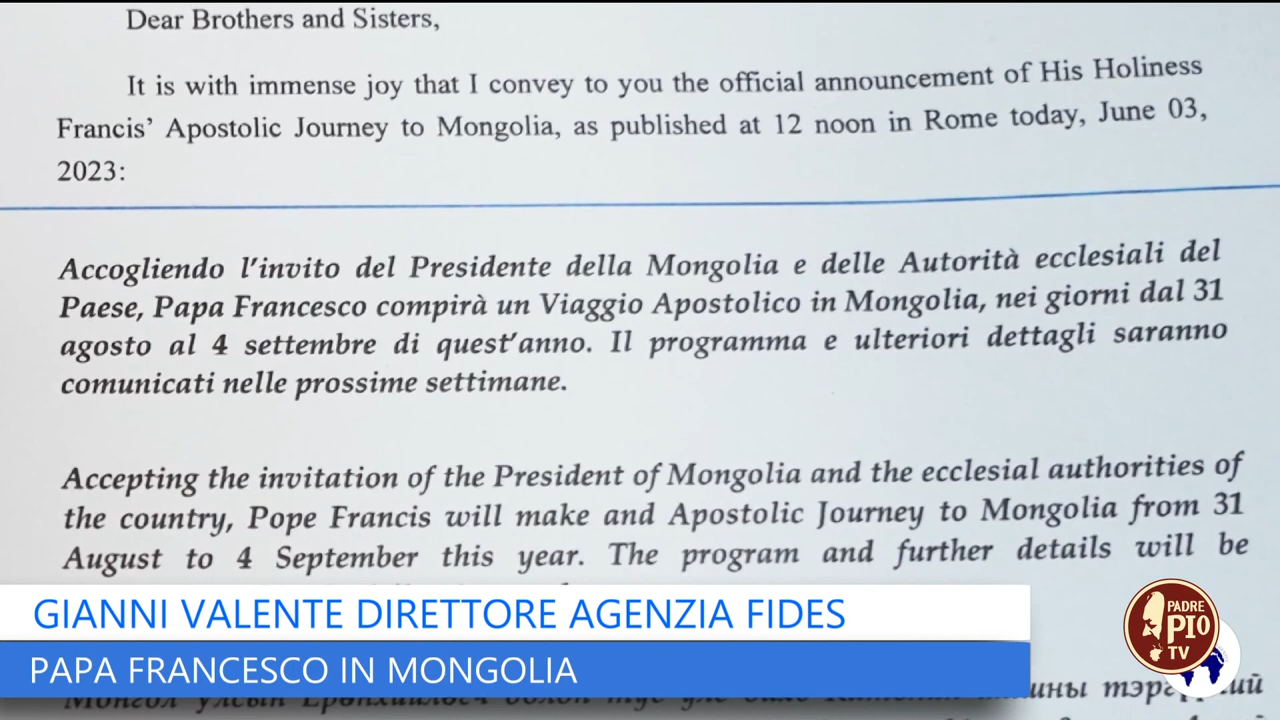 Dear Brothers and Sisters,
It is with immense joy that I convey to you the official announcement of His Holiness
Francis’ Apostolic Journey to Mongolia, as published at 12 noon in Rome today, June 03,
2023:
Accogliendo l’invito del Presidente della Mongolia e delle Autorità ecclesiali del
Paese, Papa Francesco compirà un Viaggio Apostolico in Mongolia, nei giorni dal 31
agosto al 4 settembre di quest’anno. Il programma e ulteriori dettagli saranno
comunicati nelle prossime settimane.
Accepting the invitation of the President of Mongolia and the ecclesial authorities of
the country, Pope Francis will make and Apostolic Journey to Mongolia from 31
August to 4 September this year. The program and further details will be
GIANNI VALENTE DIRETTORE AGENZIA FIDES
PAPA FRANCESCO IN MONGOLIA
PADRE
PIO
TV